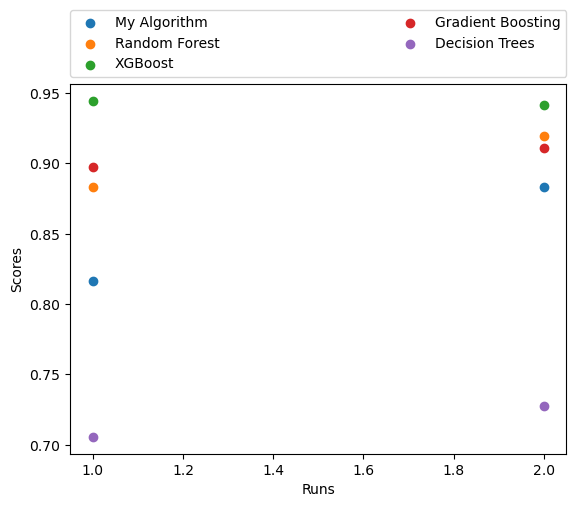 My Algorithm
Random Forest
XGBoost
Gradient Boosting
Decision Trees
0.95
0.90
0.85
0.80
0.75
0.70
Scores
1.0 1.2 1.4 1.6 1.8 2.0
Runs